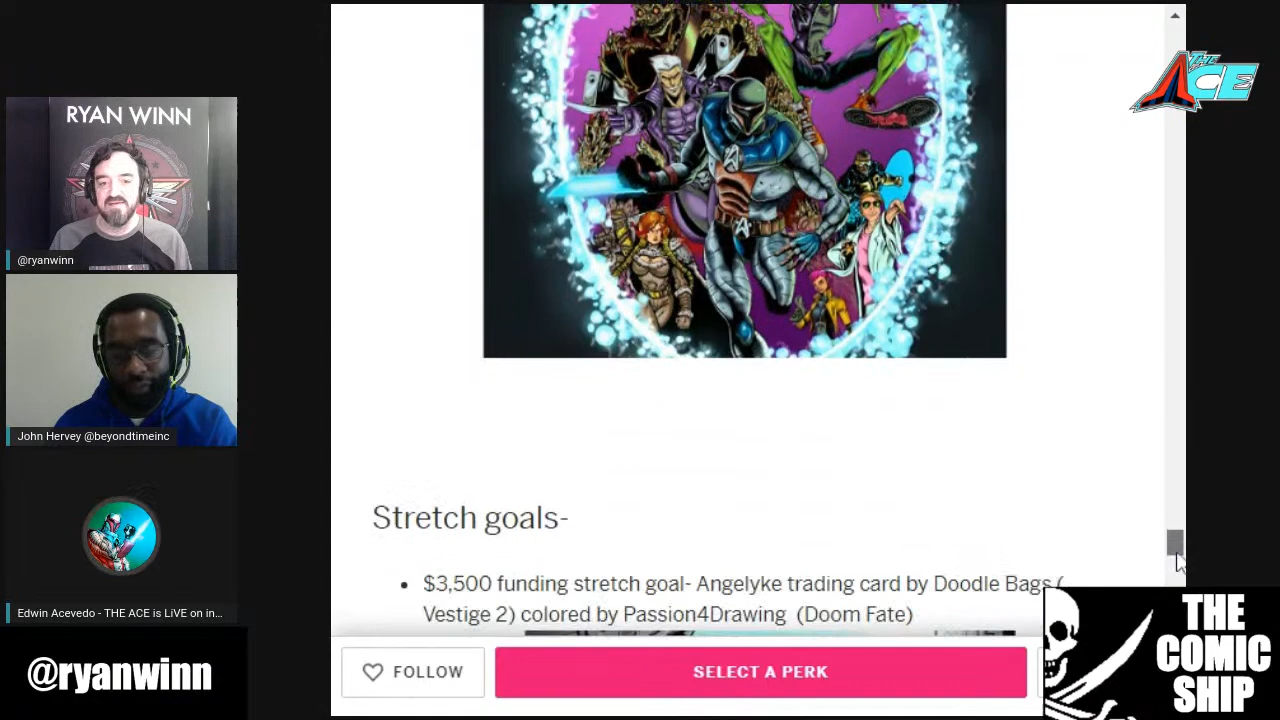 THE
ACE
RYAN WINN
@ryanwinn
John Hervey @beyondtimeinc
Edwin Acevedo - THE ACE is LiVE on in...
@ryanwinn
A
A
Stretch goals-
• $3,500 funding stretch goal- Angelyke trading card by Doodle Bags (
Vestige 2) colored by Passion4Drawing (Doom Fate)
FOLLOW
SELECT A PERK
THE
COMIC
SHIP